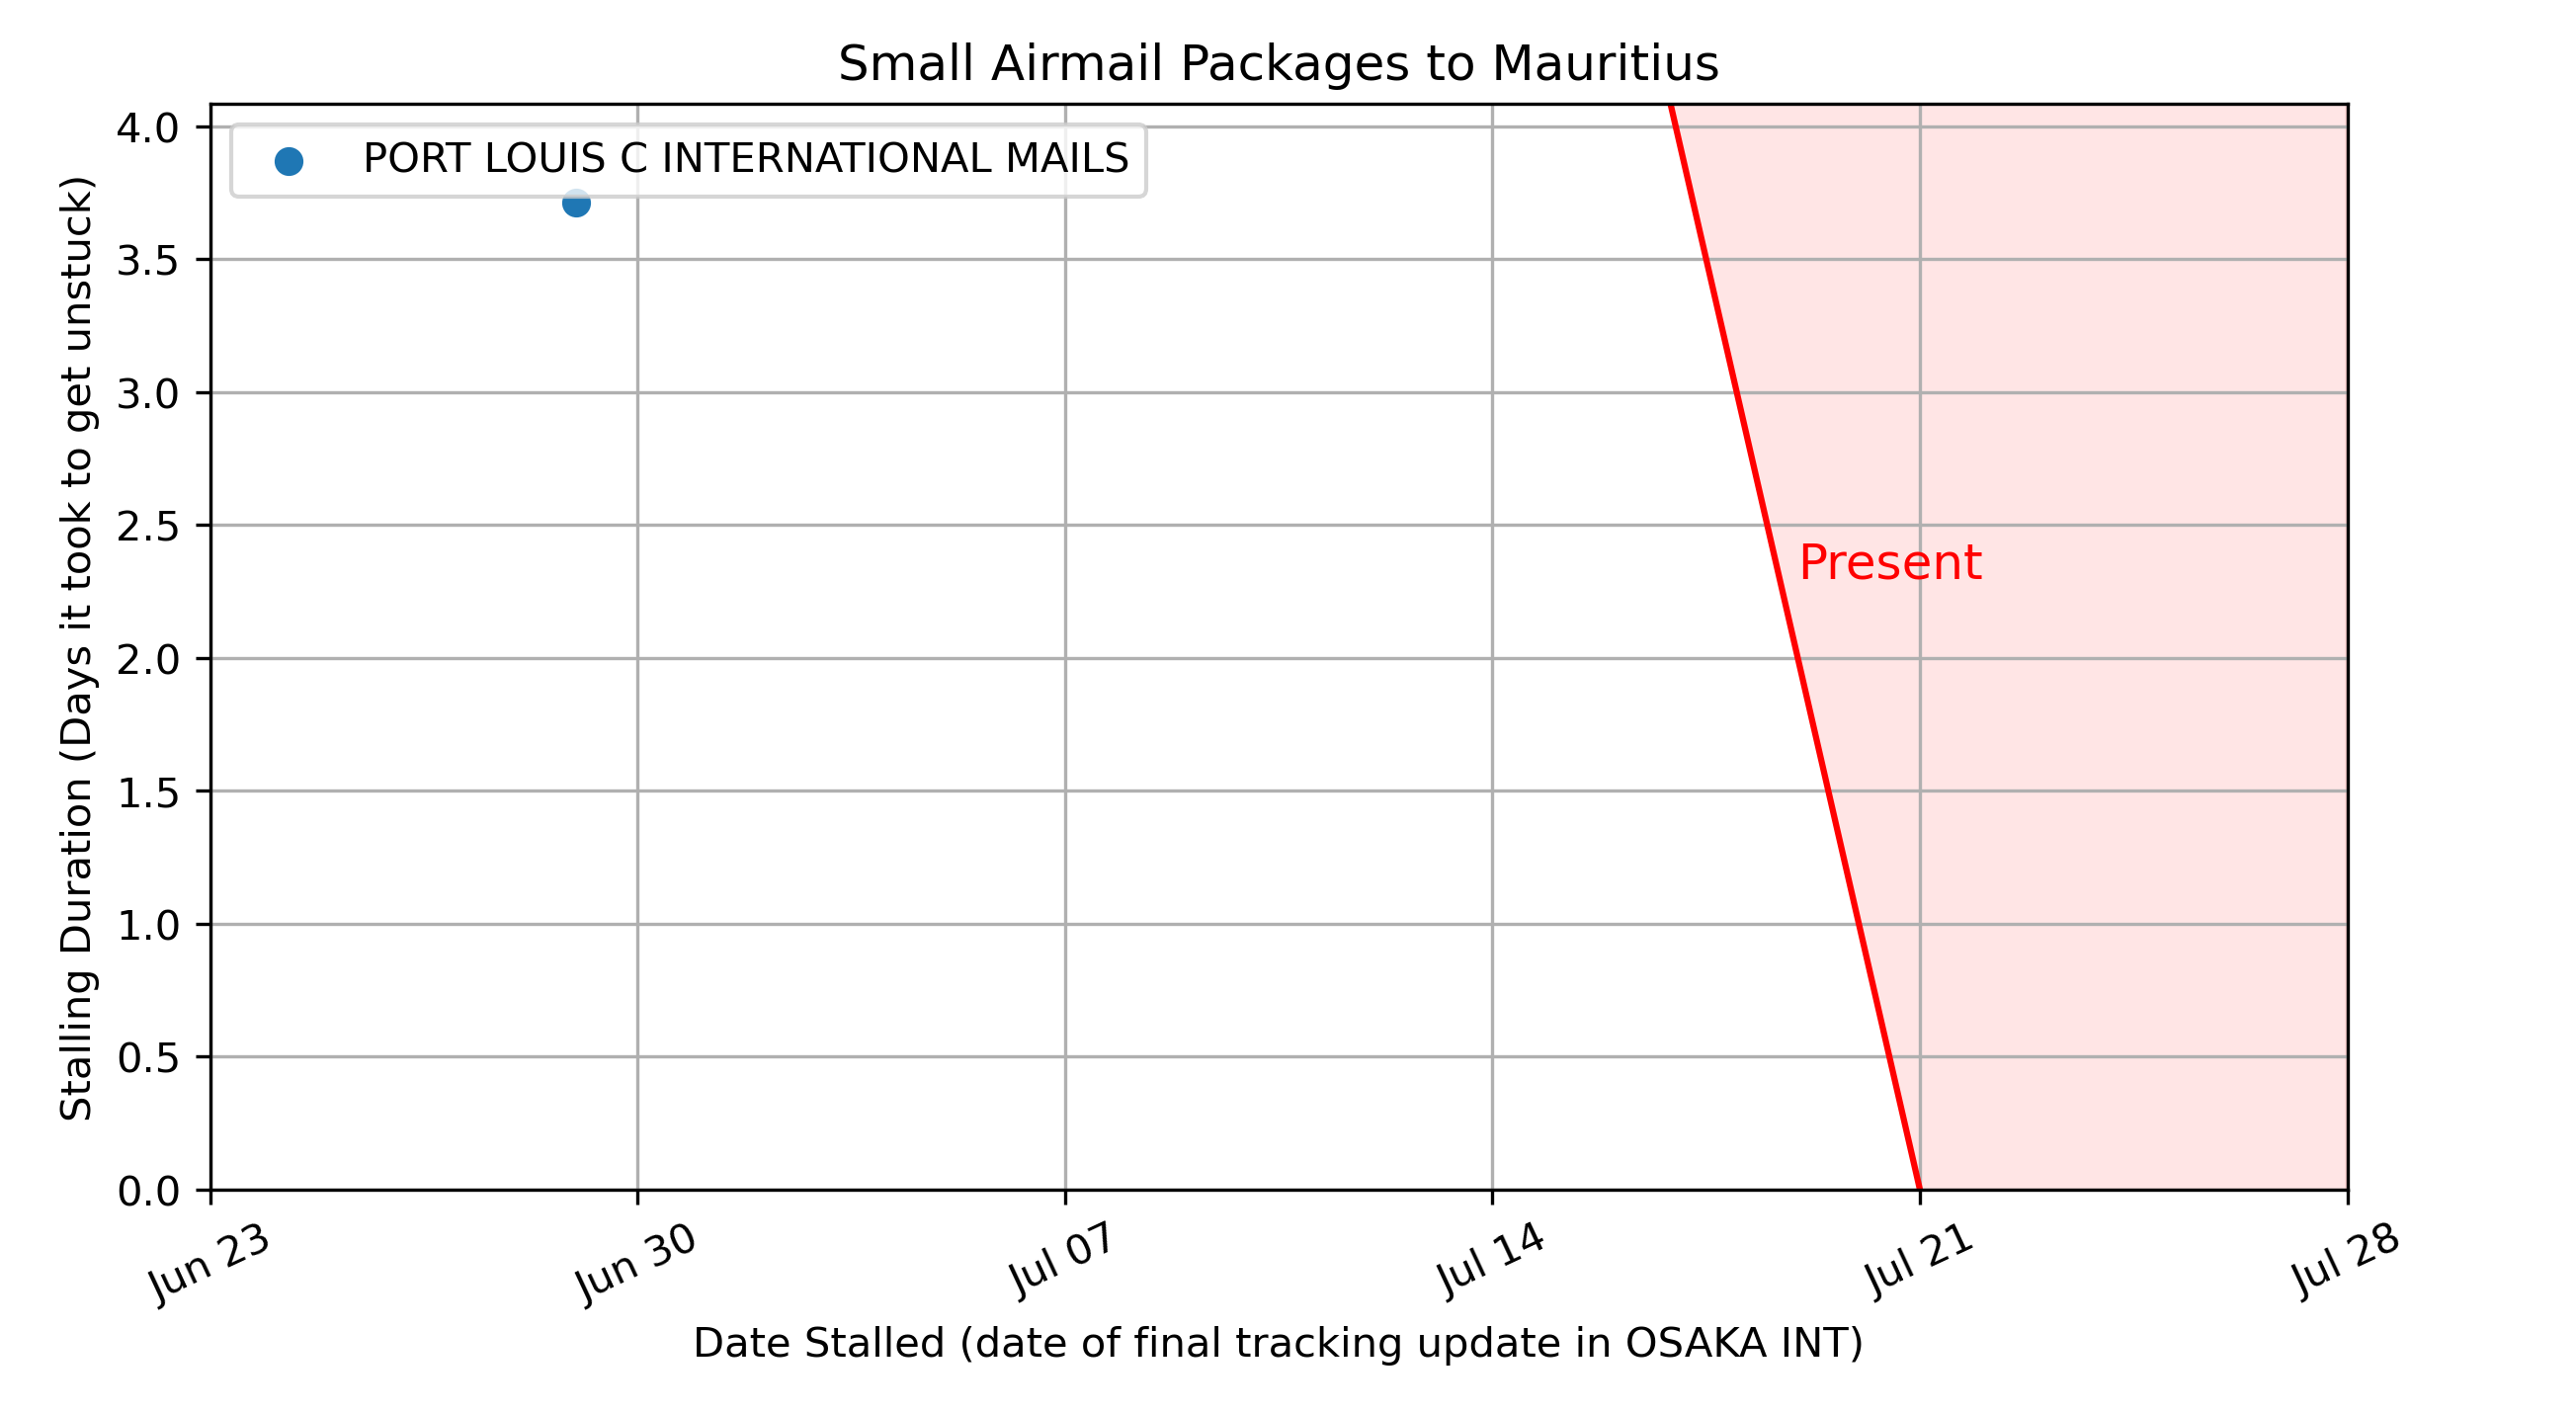 Small Airmail Packages to Mauritius
PORT LOUIS C INTERNATIONAL MAILS
Stalling Duration (Days it took to get unstuck)
4.0
3.5
3.0
2.5
2.0
1.5
1.0
0.5
0.0
Present
Jun 23
Jun 30
Jul 07
Jul 14
Jul 21
Jul 28
Date Stalled (date of final tracking update in OSAKA INT)